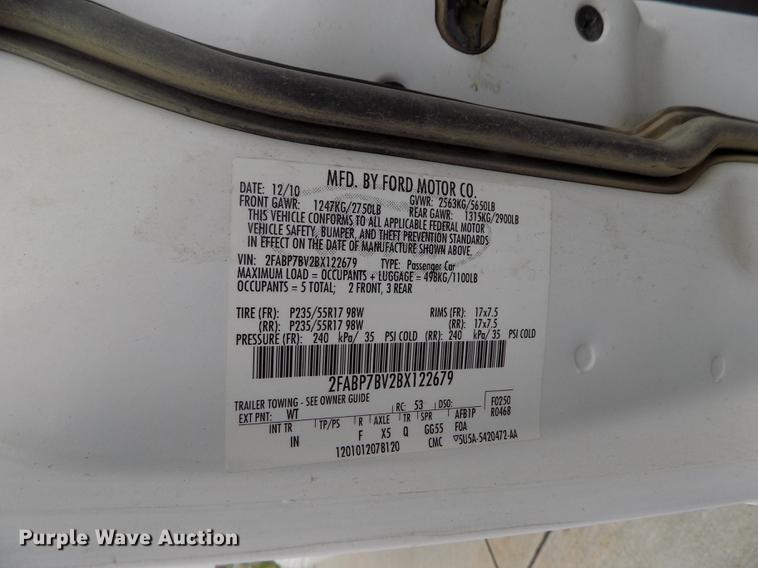 MFD. BY FORD MOTOR CO.
DATE: 12/10 GVWR: 2563KG/5650LB
FRONT GAWR: 1247KG/2750LB REAR GAWR: 1315KG/2900LB
THIS VEHICLE CONFORMS TO ALL APPLICABLE FEDERAL MOTOR
VEHICLE SAFETY, BUMPER, AND THEFT PREVENTION STANDARDS
IN EFFECT ON THE DATE OF MANUFACTURE SHOWN ABOVE.
VIN: 2FABP7BV2BX122679 TYPE: Passenger Car
MAXIMUM LOAD = OCCUPANTS + LUGGAGE = 498KG/1100LB
OCCUPANTS = 5 TOTAL; 2 FRONT, 3 REAR
TIRE (FR): P235/55R17 98W RIMS (FR): 17x7.5
(RR): P235/55R17 98W (RR): 17x7.5
PRESSURE (FR): 240 kPa/ 35 PSI COLD (RR): 240 kPa/ 35 PSI COLD
2FABP7BV2BX122679
TRAILER TOWING - SEE OWNER GUIDE
EXT PNT: WT RC: 53 DSO: F0250
INT TR TP/PS R AXLE TR SPR AFB1P R0468
IN F X5 Q GG55 FOA
1201012078120 CMC ▽5U5A-5420472-AA
Purple Wave Auction